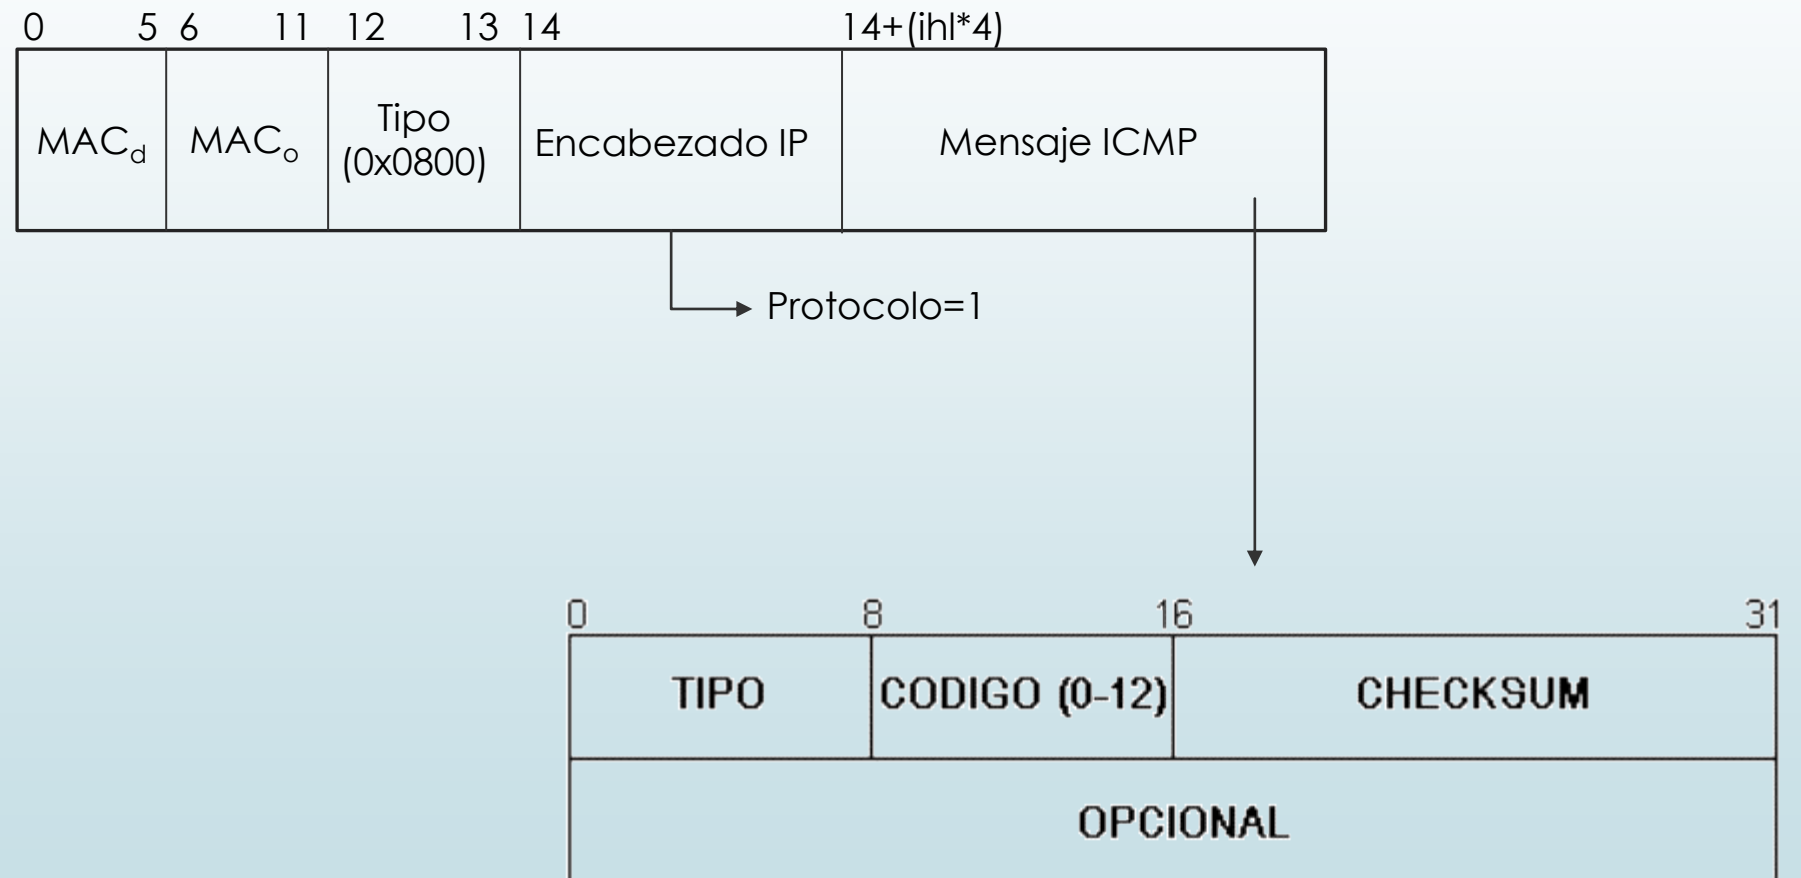 0 5 6 11 12 13 14 14+(ihl*4)
MACd MACo Tipo (0x0800) Encabezado IP Mensaje ICMP
Protocolo=1
0 8 16 31
TIPO CODIGO (0-12) CHECKSUM
OPCIONAL